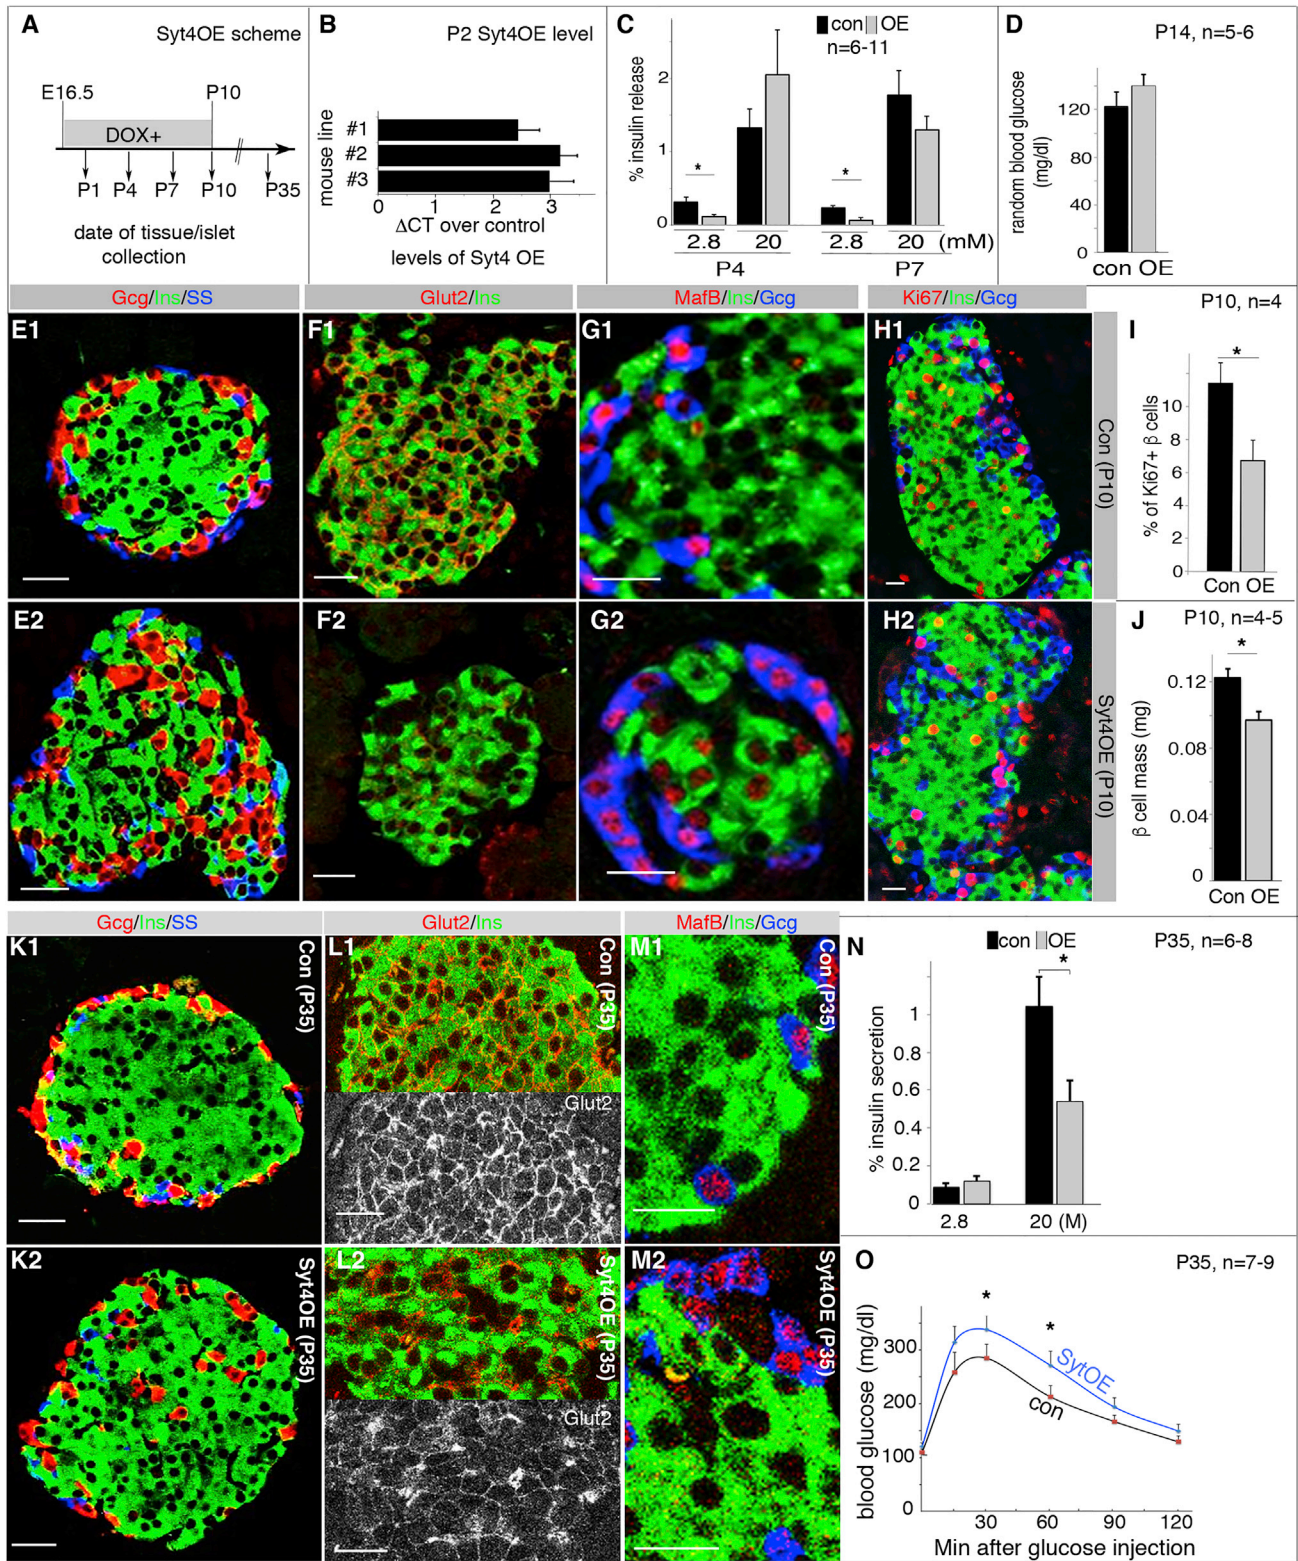 A
Syt4OE scheme
E16.5
P10
DOX+
P1
P4
P7
P10
P35
date of tissue/islet
collection
B
P2 Syt4OE level
mouse line
#1
#2
#3
0
1
2
3
ΔCT over control
levels of Syt4 OE
C
con OE
n=6-11
% insulin release
2
1
0
*
*
2.8
20
2.8
20
(mM)
P4
P7
D
P14, n=5-6
random blood glucose
(mg/dl)
120
80
40
0
con OE
Gcg/Ins/SS
Glut2/Ins
MafB/Ins/Gcg
Ki67/Ins/Gcg
E1
F1
G1
H1
Con (P10)
I
P10, n=4
*
% of Ki67+ β cells
10
8
6
4
2
0
Con OE
E2
F2
G2
H2
Syt4OE (P10)
J
P10, n=4-5
*
β cell mass (mg)
0.12
0.08
0.04
0
Con OE
Gcg/Ins/SS
Glut2/Ins
MafB/Ins/Gcg
K1
Con (P35)
L1
Con (P35)
Glut2
M1
Con (P35)
N
con OE
P35, n=6-8
*
% insulin secretion
1
0.8
0.6
0.4
0.2
0
2.8
20 (M)
K2
Syt4OE (P35)
L2
Syt4OE (P35)
Glut2
M2
Syt4OE (P35)
O
P35, n=7-9
*
*
blood glucose (mg/dl)
300
200
100
0
SytOE
con
30
60
90
120
Min after glucose injection